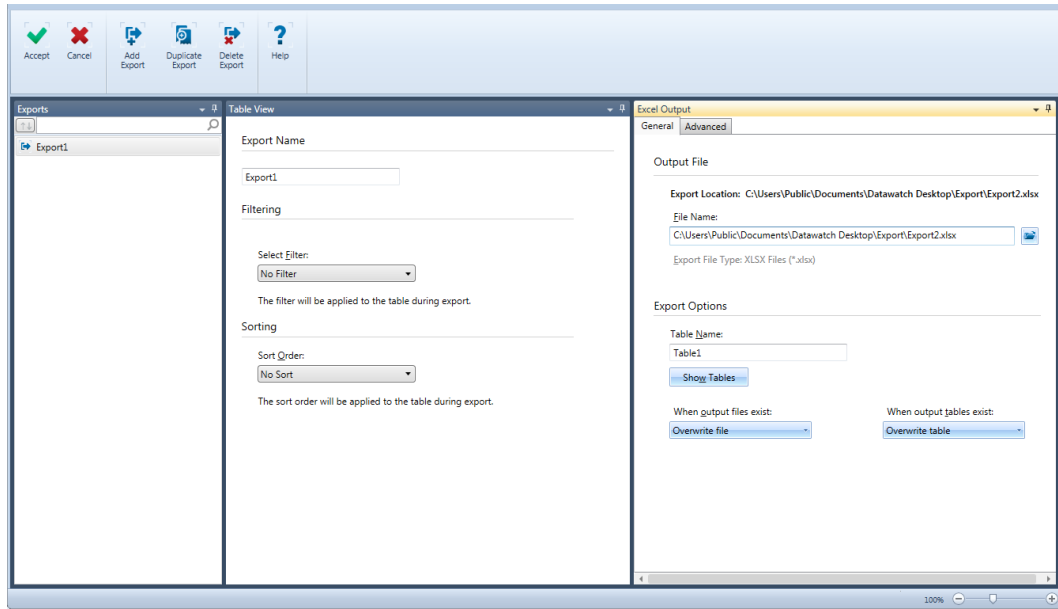 Accept Cancel Add Export Duplicate Export Delete Export Help
Exports
Export1
Table View
Export Name
Export1
Filtering
Select Filter:
No Filter
The filter will be applied to the table during export.
Sorting
Sort Order:
No Sort
The sort order will be applied to the table during export.
Excel Output
General Advanced
Output File
Export Location: C:\Users\Public\Documents\Datawatch Desktop\Export\Export2.xlsx
File Name:
C:\Users\Public\Documents\Datawatch Desktop\Export\Export2.xlsx
Export File Type: XLSX Files (*.xlsx)
Export Options
Table Name:
Table1
Show Tables
When output files exist: When output tables exist:
Overwrite file Overwrite table
100%